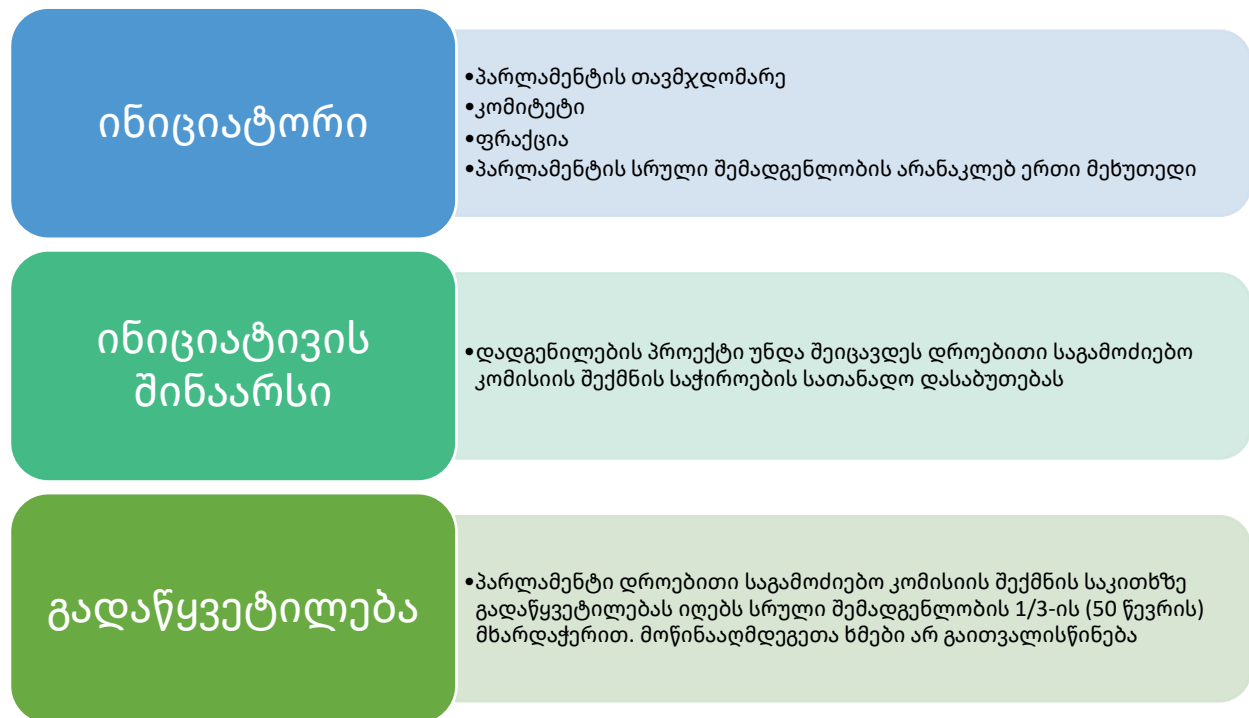 ინიციატორი
•პარლამენტის თავმჯდომარე
•კომიტეტი
•ფრაქცია
•პარლამენტის სრული შემადგენლობის არანაკლებ ერთი მეხუთედი
ინიციატივის
შინაარსი
•დადგენილების პროექტი უნდა შეიცავდეს დროებითი საგამოძიებო
კომისიის შექმნის საჭიროების სათანადო დასაბუთებას
გადაწყვეტილება
•პარლამენტი დროებითი საგამოძიებო კომისიის შექმნის საკითხზე
გადაწყვეტილებას იღებს სრული შემადგენლობის 1/3-ის (50 წევრის)
მხარდაჭერით. მოწინააღმდეგეთა ხმები არ გაითვალისწინება